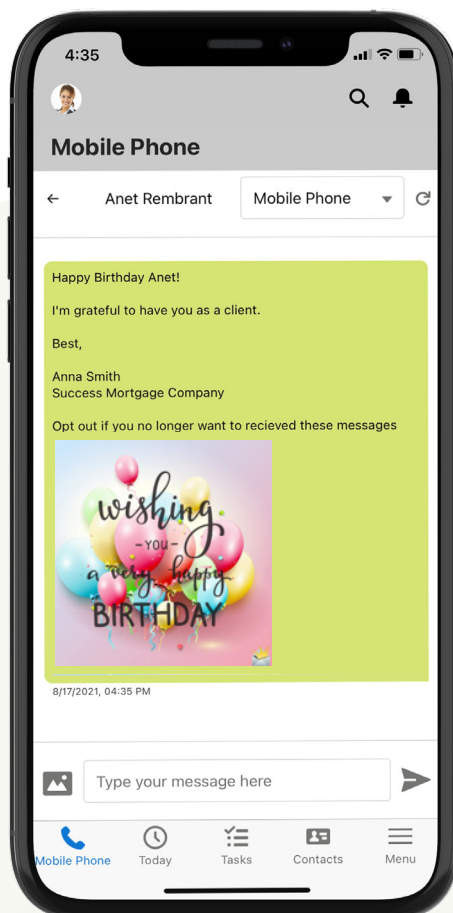 4:35
Mobile Phone
Anet Rembrant
Mobile Phone
Happy Birthday Anet!
I'm grateful to have you as a client.
Best,
Anna Smith
Success Mortgage Company
Opt out if you no longer want to recieved these messages
wishing
-YOU-
a very happy
BIRTHDAY
8/17/2021, 04:35 PM
Type your message here
Mobile Phone
Today
Tasks
Contacts
Menu